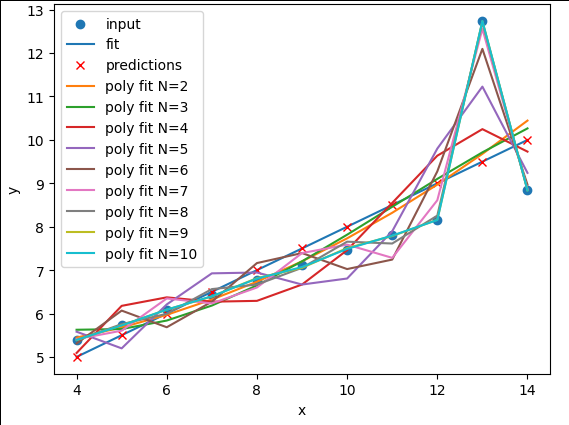 13
12
11
10
9
8
7
6
5
y
input
fit
predictions
poly fit N=2
poly fit N=3
poly fit N=4
poly fit N=5
poly fit N=6
poly fit N=7
poly fit N=8
poly fit N=9
poly fit N=10
4 6 8 10 12 14
x